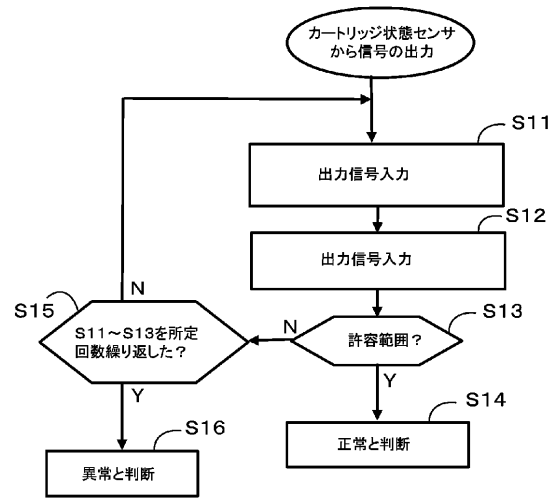 カートリッジ状態センサ
から信号の出力
S11
出力信号入力
S12
出力信号入力
S13
許容範囲？
N
Y
S14
正常と判断
S15
S11～S13を所定
回数繰り返した？
N
Y
S16
異常と判断